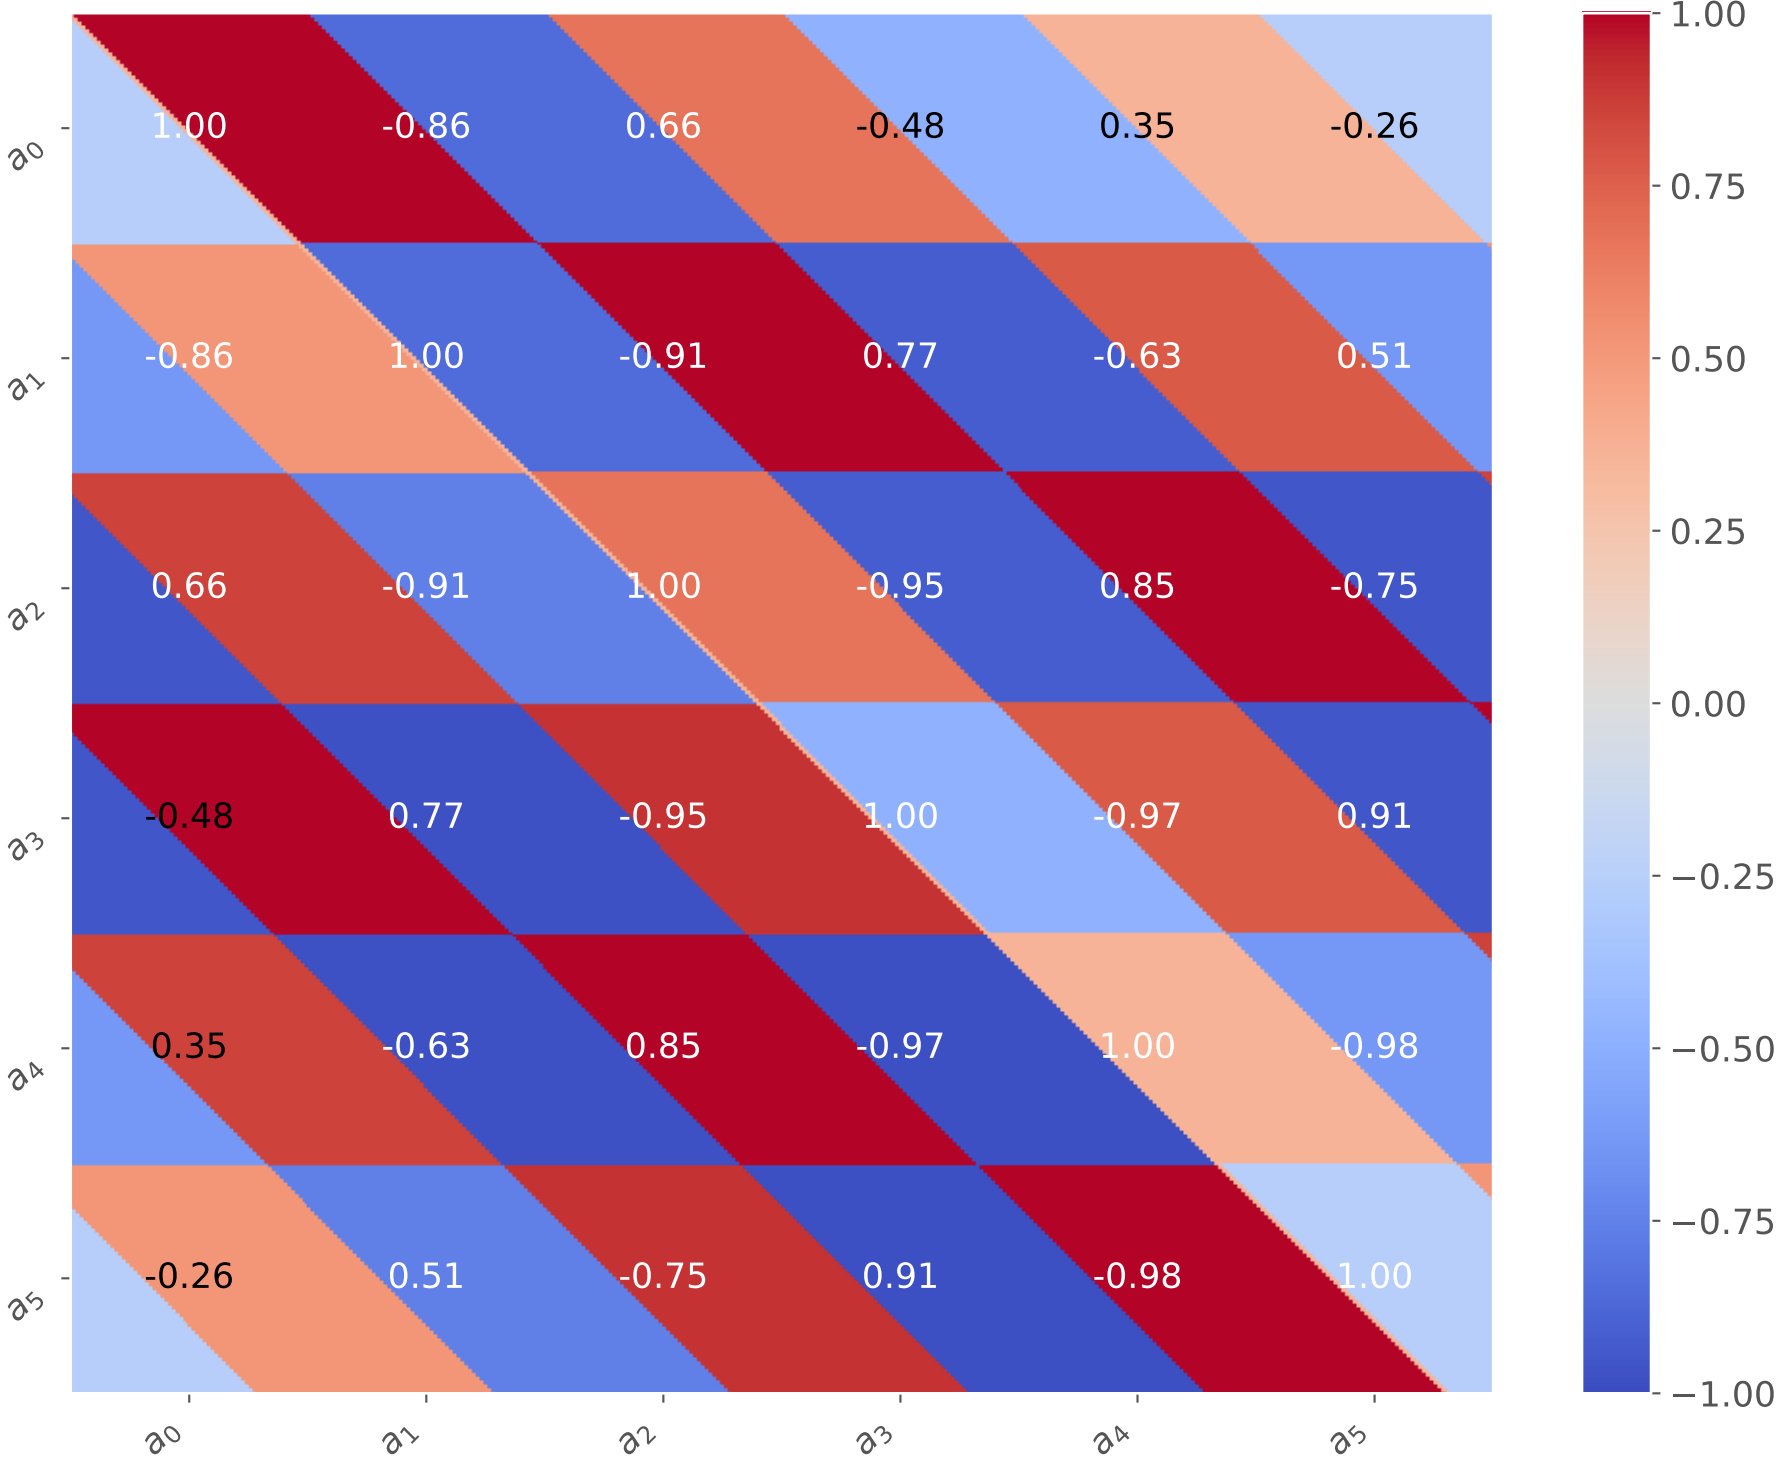 1.00
a₀ 1.00 -0.86 0.66 -0.48 0.35 -0.26
0.75
a₁ -0.86 1.00 -0.91 0.77 -0.63 0.51
0.50
0.25
a₂ 0.66 -0.91 1.00 -0.95 0.85 -0.75
0.00
a₃ -0.48 0.77 -0.95 1.00 -0.97 0.91
−0.25
a₄ 0.35 -0.63 0.85 -0.97 1.00 -0.98
−0.50
−0.75
a₅ -0.26 0.51 -0.75 0.91 -0.98 1.00
−1.00
a₀ a₁ a₂ a₃ a₄ a₅